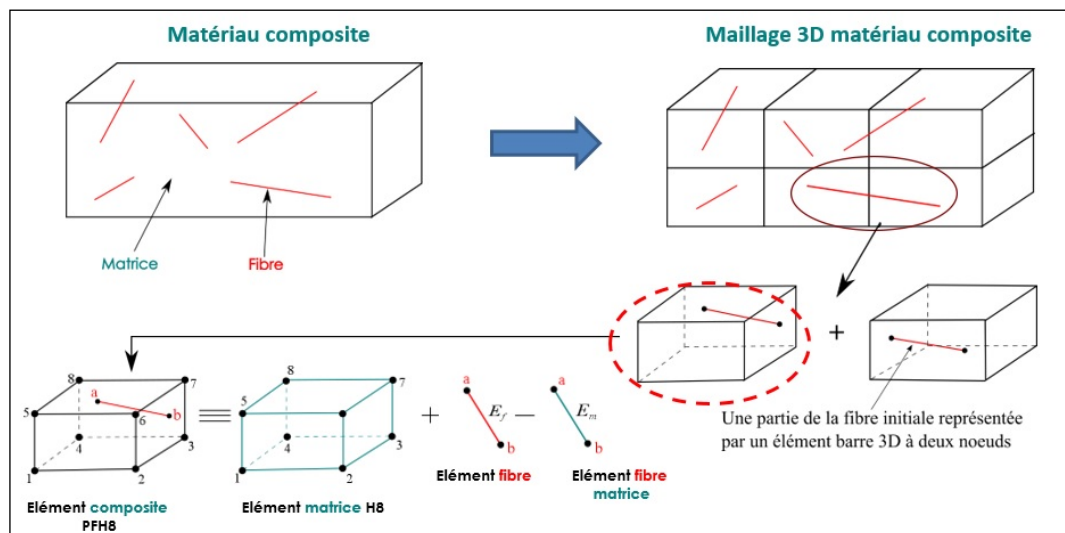 Matériau composite
Maillage 3D matériau composite
Matrice
Fibre
+
Une partie de la fibre initiale représentée
par un élément barre 3D à deux noeuds
8
7
a
b
5
6
4
3
1
2
Elément composite
PFH8
≡
8
7
5
4
3
1
2
Elément matrice H8
+
a
E_f
b
Elément fibre
−
a
E_m
b
Elément fibre
matrice